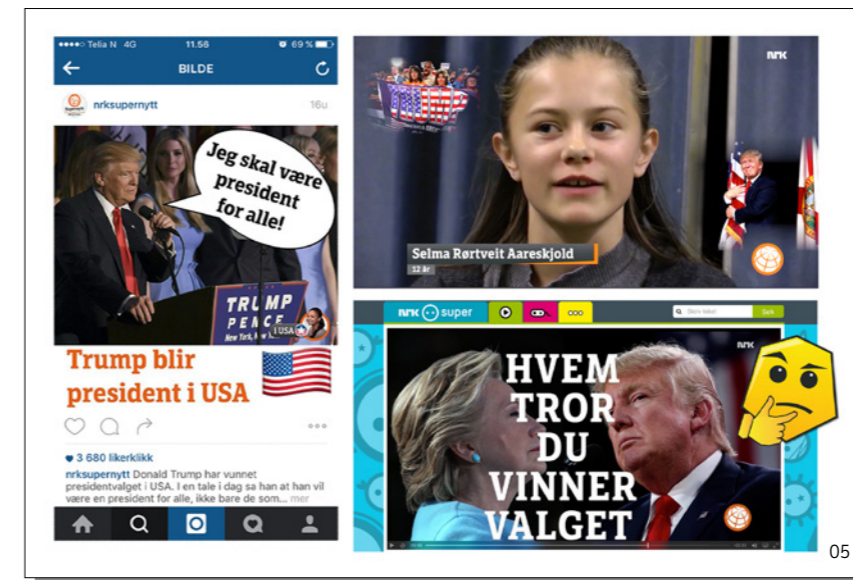 Telia N 4G 11.56 69 %
BILDE
nrksupernytt 16u
Jeg skal være
president
for alle!
TRUMP
PENCE
New York, New
I USA
Trump blir
president i USA
3 680 likerklikk
nrksupernytt Donald Trump har vunnet
presidentvalget i USA. I en tale i dag sa han at han vil
være en president for alle, ikke bare de som... mer
NRK
Selma Rørtveit Aareskjold
12 år
NRK super
Søk
NRK
HVEM
TROR
DU
VINNER
VALGET
05